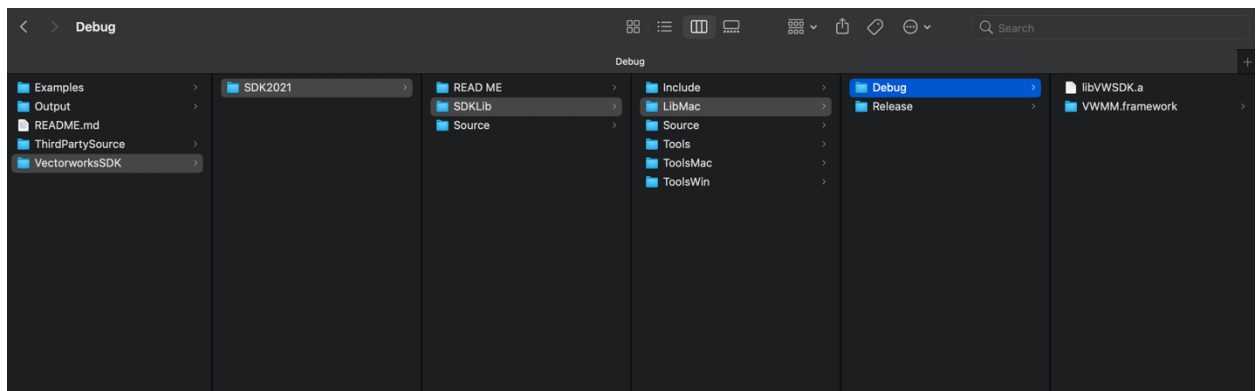 Debug
Search
Debug
Examples
Output
README.md
ThirdPartySource
VectorworksSDK
SDK2021
READ ME
SDKLib
Source
Include
LibMac
Source
Tools
ToolsMac
ToolsWin
Debug
Release
libVWSDK.a
VWMM.framework